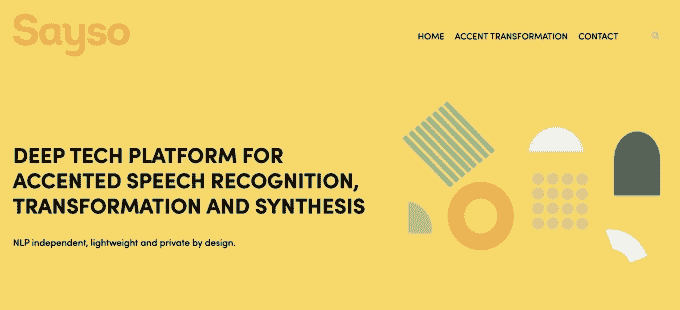 Sayso
HOME ACCENT TRANSFORMATION CONTACT
DEEP TECH PLATFORM FOR
ACCENTED SPEECH RECOGNITION,
TRANSFORMATION AND SYNTHESIS
NLP independent, lightweight and private by design.